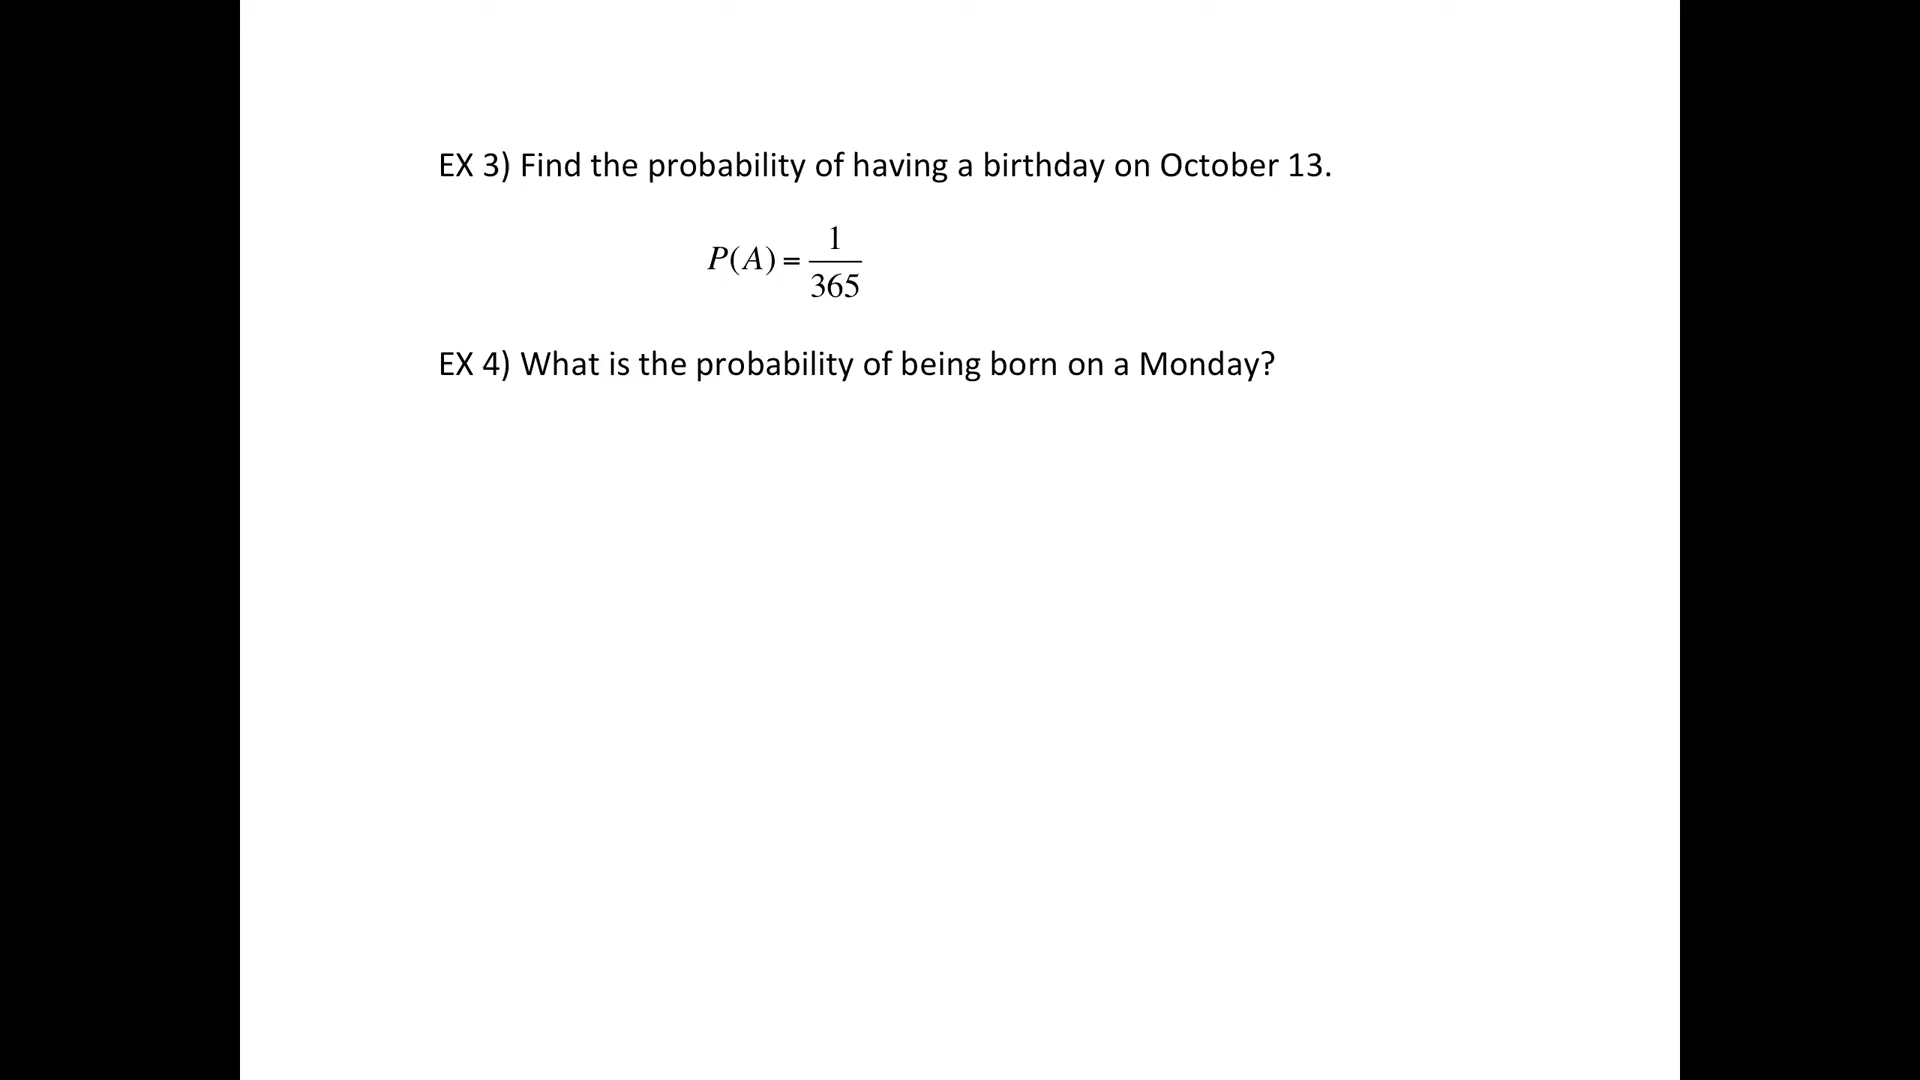 EX 3) Find the probability of having a birthday on October 13.
P(A) = 1/365
EX 4) What is the probability of being born on a Monday?